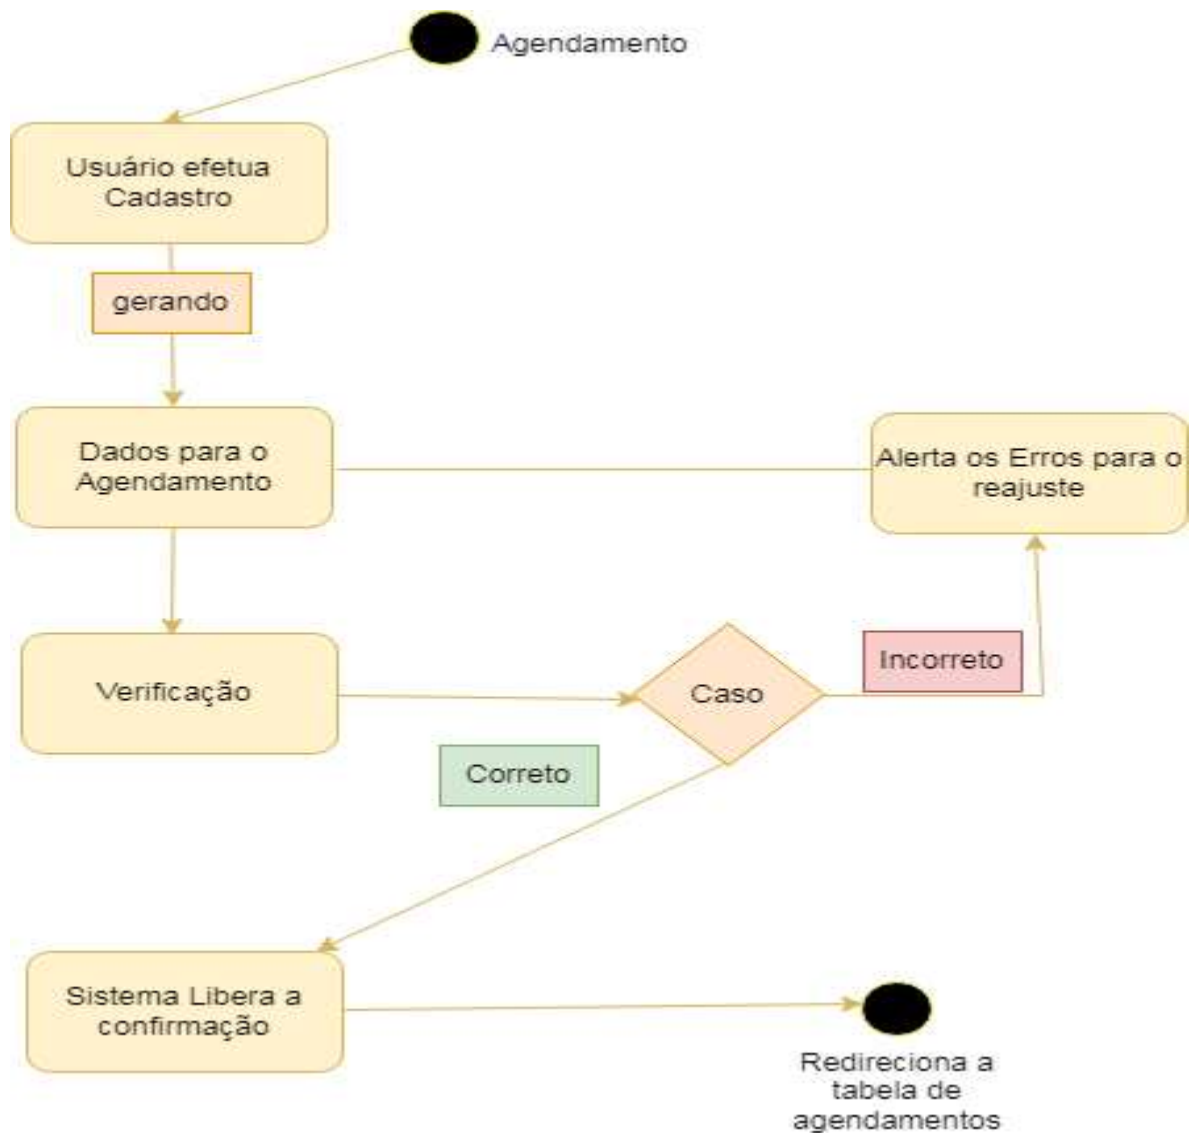 Agendamento
Usuário efetua
Cadastro
gerando
Dados para o
Agendamento
Alerta os Erros para o
reajuste
Verificação
Caso
Incorreto
Correto
Sistema Libera a
confirmação
Redireciona a
tabela de
agendamentos